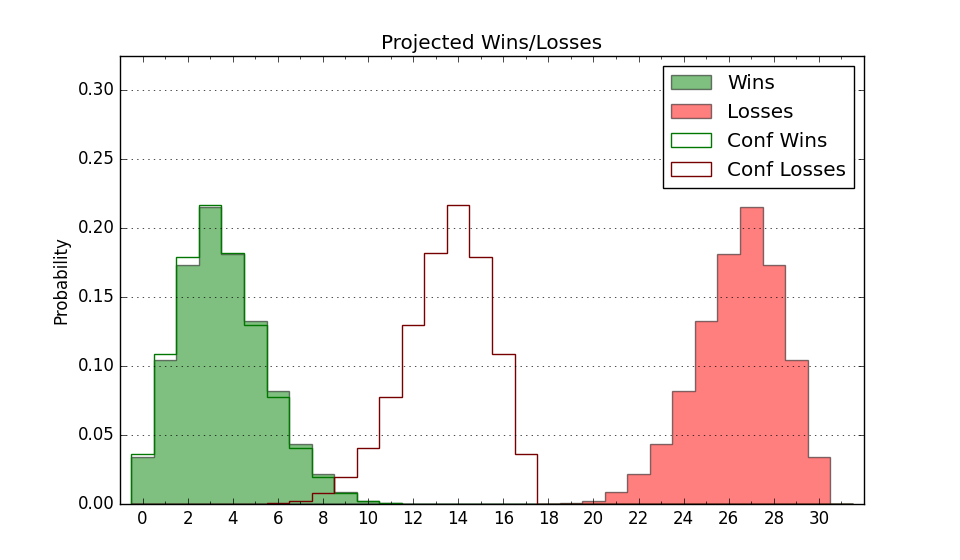 Projected Wins/Losses
Wins
Losses
Conf Wins
Conf Losses
Probability
0.30
0.25
0.20
0.15
0.10
0.05
0.00
0 2 4 6 8 10 12 14 16 18 20 22 24 26 28 30